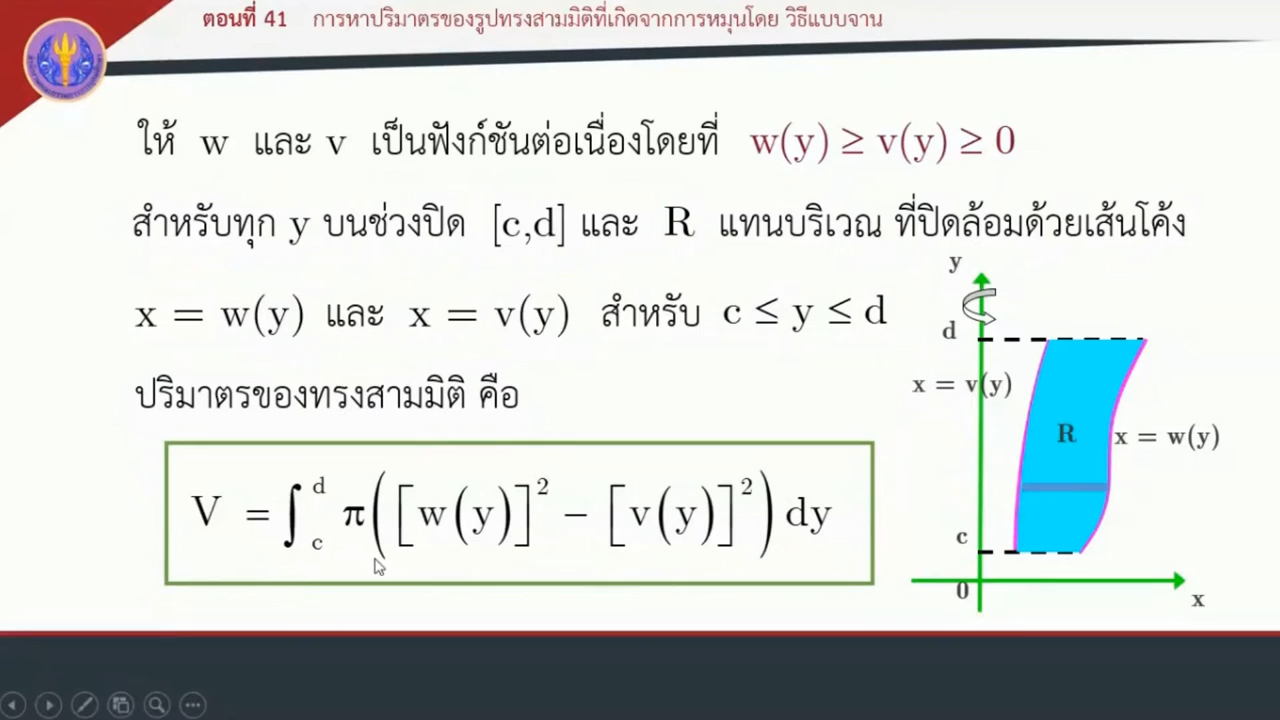 ตอนที่ 41 การหาปริมาตรของรูปทรงสามมิติที่เกิดจากการหมุนโดย วิธีแบบจาน
ให้ w และ v เป็นฟังก์ชันต่อเนื่องโดยที่ w(y) ≥ v(y) ≥ 0
สำหรับทุก y บนช่วงปิด [c,d] และ R แทนบริเวณ ที่ปิดล้อมด้วยเส้นโค้ง
x = w(y) และ x = v(y) สำหรับ c ≤ y ≤ d
ปริมาตรของทรงสามมิติ คือ
V = ∫_c^d π([w(y)]² − [v(y)]²) dy
y
d
x = v(y)
R
x = w(y)
c
0
x